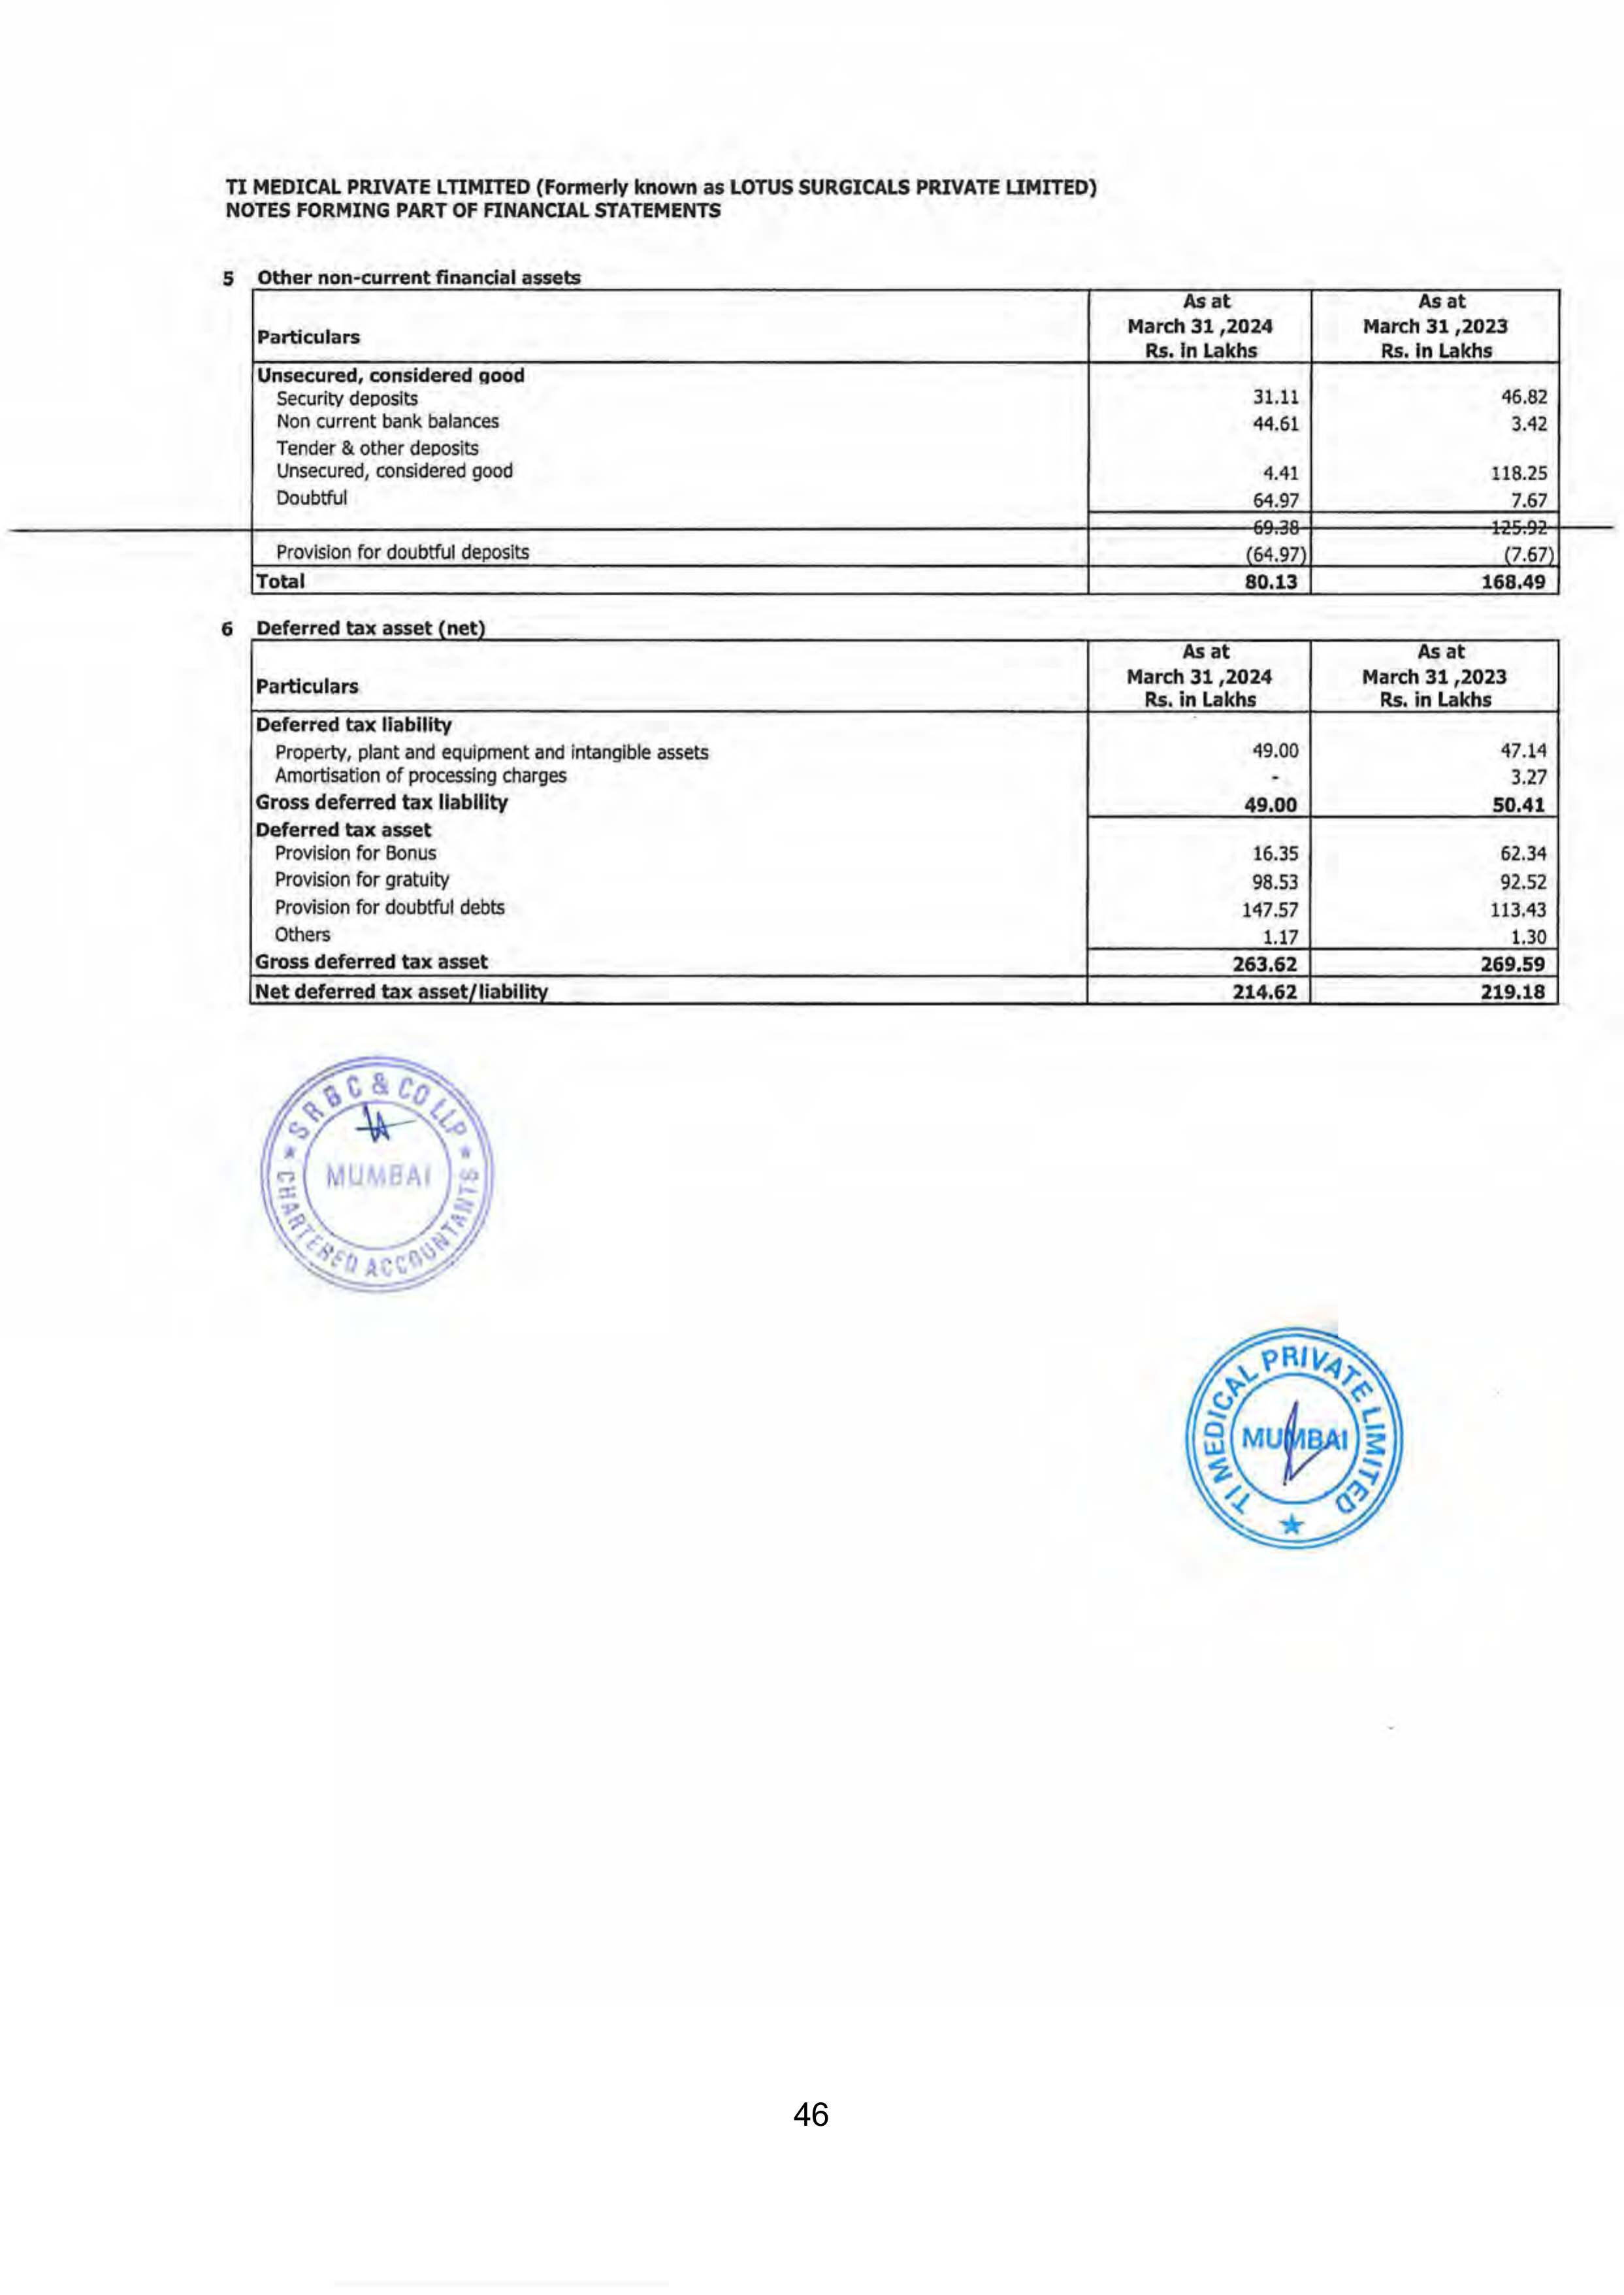 TI MEDICAL PRIVATE LTIMITED (Formerly known as LOTUS SURGICALS PRIVATE LIMITED)
NOTES FORMING PART OF FINANCIAL STATEMENTS
5 Other non-current financial assets
Particulars As at March 31 ,2024 Rs. in Lakhs As at March 31 ,2023 Rs. in Lakhs
Unsecured, considered good
Security deposits 31.11 46.82
Non current bank balances 44.61 3.42
Tender & other deposits
Unsecured, considered good 4.41 118.25
Doubtful 64.97 7.67
69.38 125.92
Provision for doubtful deposits (64.97) (7.67)
Total 80.13 168.49
6 Deferred tax asset (net)
Particulars As at March 31 ,2024 Rs. in Lakhs As at March 31 ,2023 Rs. in Lakhs
Deferred tax liability
Property, plant and equipment and intangible assets 49.00 47.14
Amortisation of processing charges - 3.27
Gross deferred tax liability 49.00 50.41
Deferred tax asset
Provision for Bonus 16.35 62.34
Provision for gratuity 98.53 92.52
Provision for doubtful debts 147.57 113.43
Others 1.17 1.30
Gross deferred tax asset 263.62 269.59
Net deferred tax asset/liability 214.62 219.18
SRBC & CO LLP
MUMBAI
CHARTERED ACCOUNTANTS
TI MEDICAL PRIVATE LIMITED
MUMBAI
46